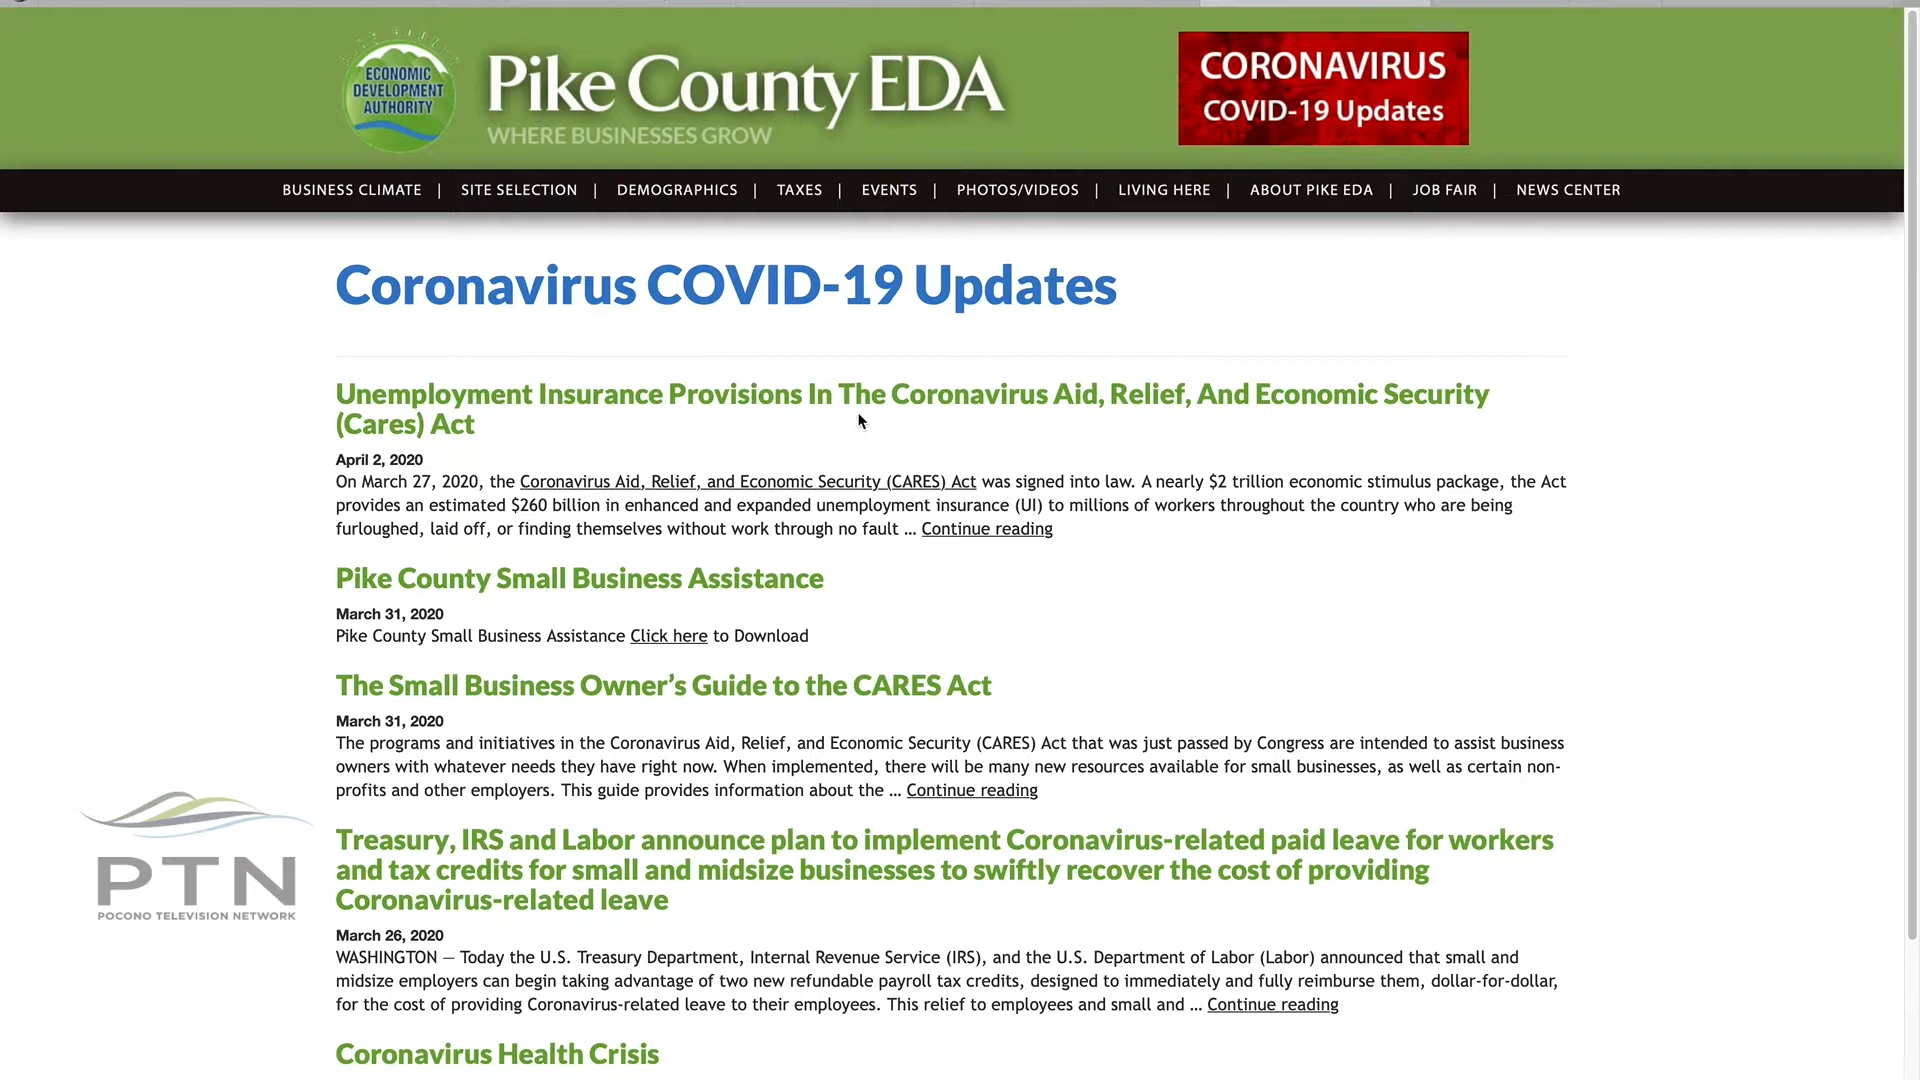 ECONOMIC
DEVELOPMENT
AUTHORITY
Pike County EDA
WHERE BUSINESSES GROW
CORONAVIRUS
COVID-19 Updates
BUSINESS CLIMATE | SITE SELECTION | DEMOGRAPHICS | TAXES | EVENTS | PHOTOS/VIDEOS | LIVING HERE | ABOUT PIKE EDA | JOB FAIR | NEWS CENTER
Coronavirus COVID-19 Updates
Unemployment Insurance Provisions In The Coronavirus Aid, Relief, And Economic Security
(Cares) Act
April 2, 2020
On March 27, 2020, the Coronavirus Aid, Relief, and Economic Security (CARES) Act was signed into law. A nearly $2 trillion economic stimulus package, the Act
provides an estimated $260 billion in enhanced and expanded unemployment insurance (UI) to millions of workers throughout the country who are being
furloughed, laid off, or finding themselves without work through no fault … Continue reading
Pike County Small Business Assistance
March 31, 2020
Pike County Small Business Assistance Click here to Download
The Small Business Owner’s Guide to the CARES Act
March 31, 2020
The programs and initiatives in the Coronavirus Aid, Relief, and Economic Security (CARES) Act that was just passed by Congress are intended to assist business
owners with whatever needs they have right now. When implemented, there will be many new resources available for small businesses, as well as certain non-
profits and other employers. This guide provides information about the … Continue reading
Treasury, IRS and Labor announce plan to implement Coronavirus-related paid leave for workers
and tax credits for small and midsize businesses to swiftly recover the cost of providing
Coronavirus-related leave
March 26, 2020
WASHINGTON — Today the U.S. Treasury Department, Internal Revenue Service (IRS), and the U.S. Department of Labor (Labor) announced that small and
midsize employers can begin taking advantage of two new refundable payroll tax credits, designed to immediately and fully reimburse them, dollar-for-dollar,
for the cost of providing Coronavirus-related leave to their employees. This relief to employees and small and … Continue reading
Coronavirus Health Crisis
PTN
POCONO TELEVISION NETWORK